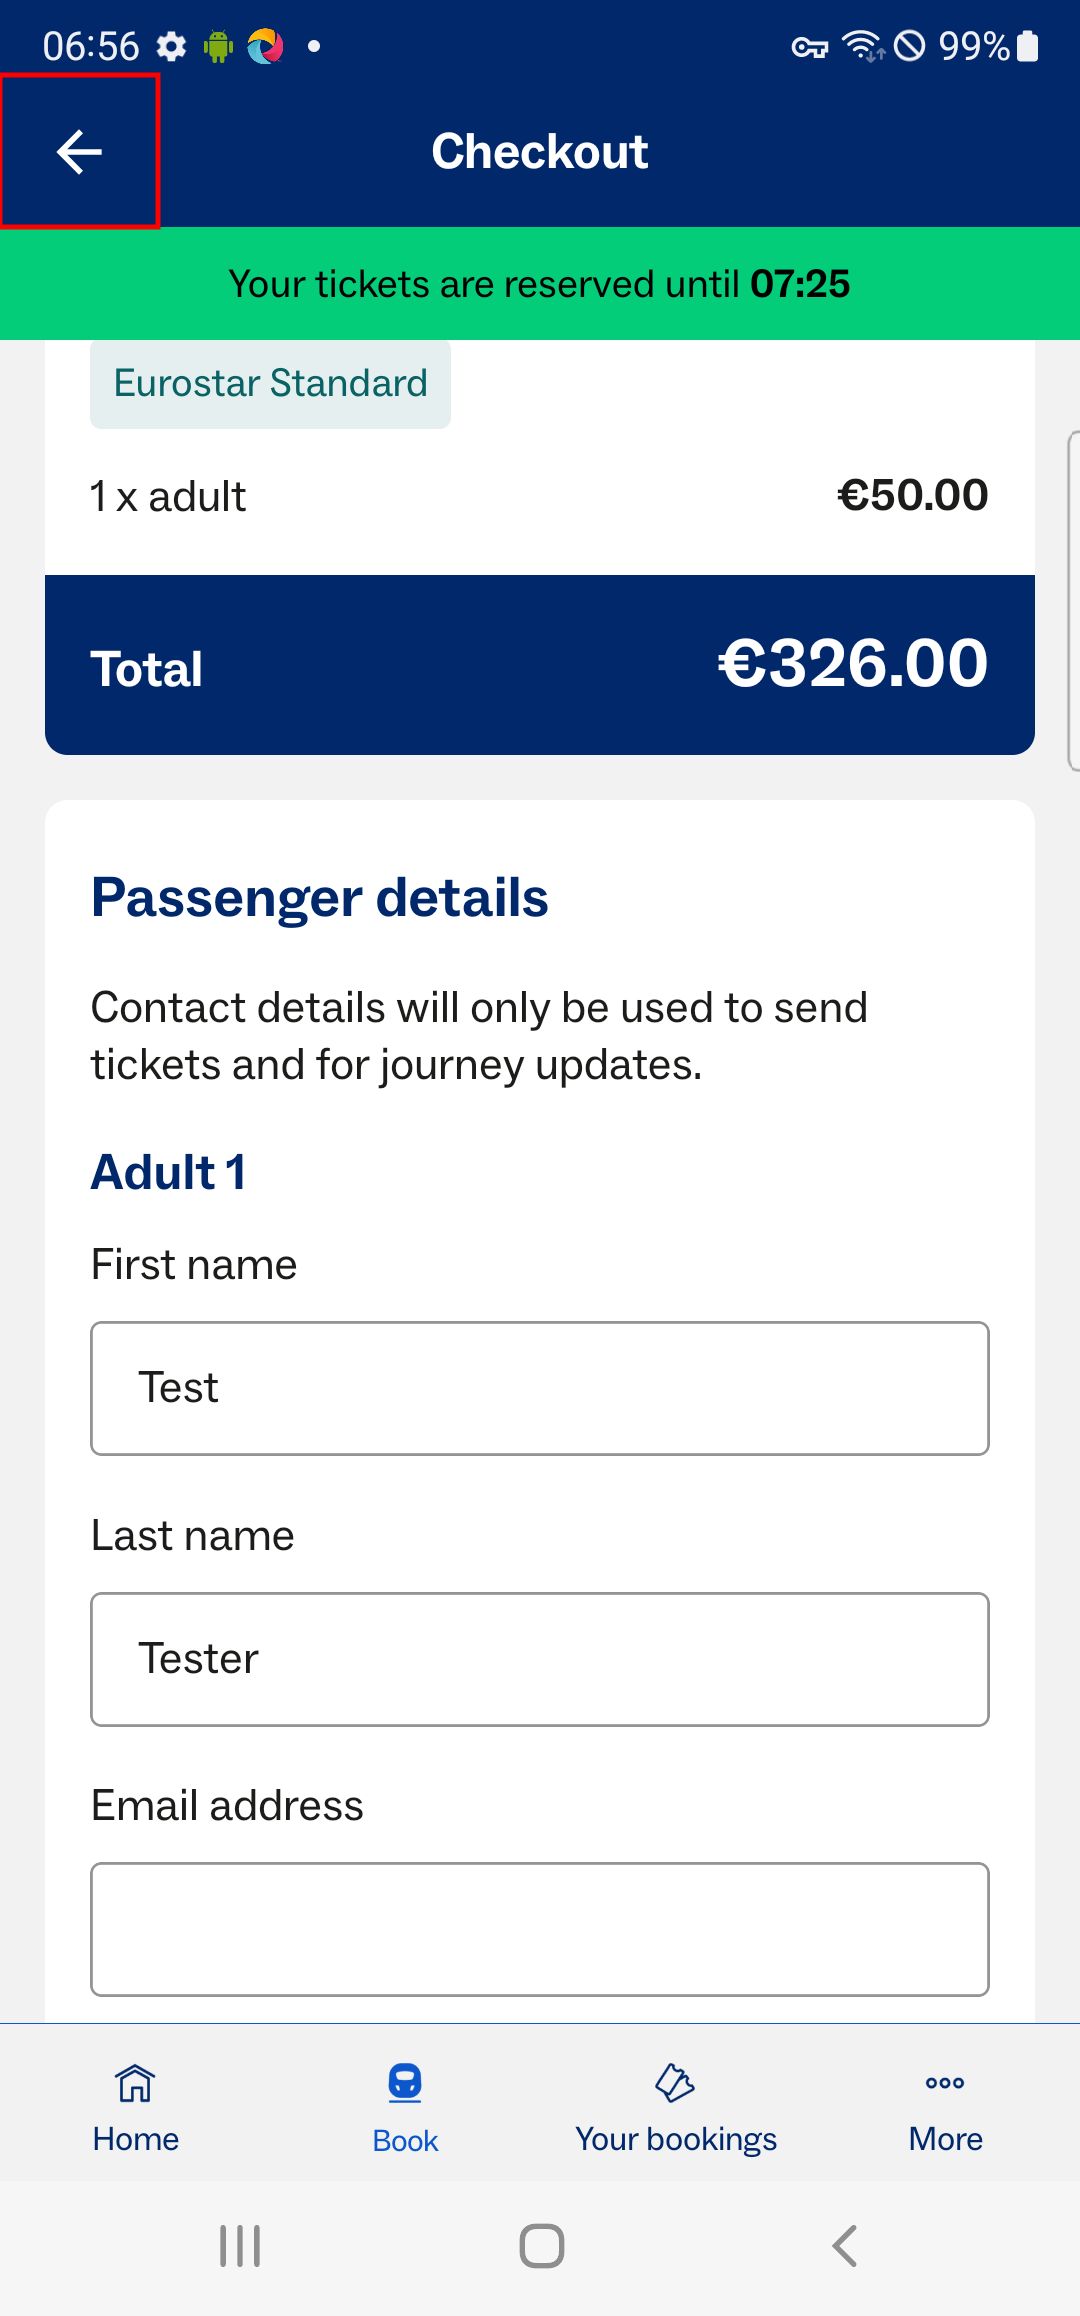 06:56
99%
Checkout
Your tickets are reserved until 07:25
Eurostar Standard
1 x adult €50.00
Total €326.00
Passenger details
Contact details will only be used to send
tickets and for journey updates.
Adult 1
First name
Test
Last name
Tester
Email address
Home Book Your bookings More